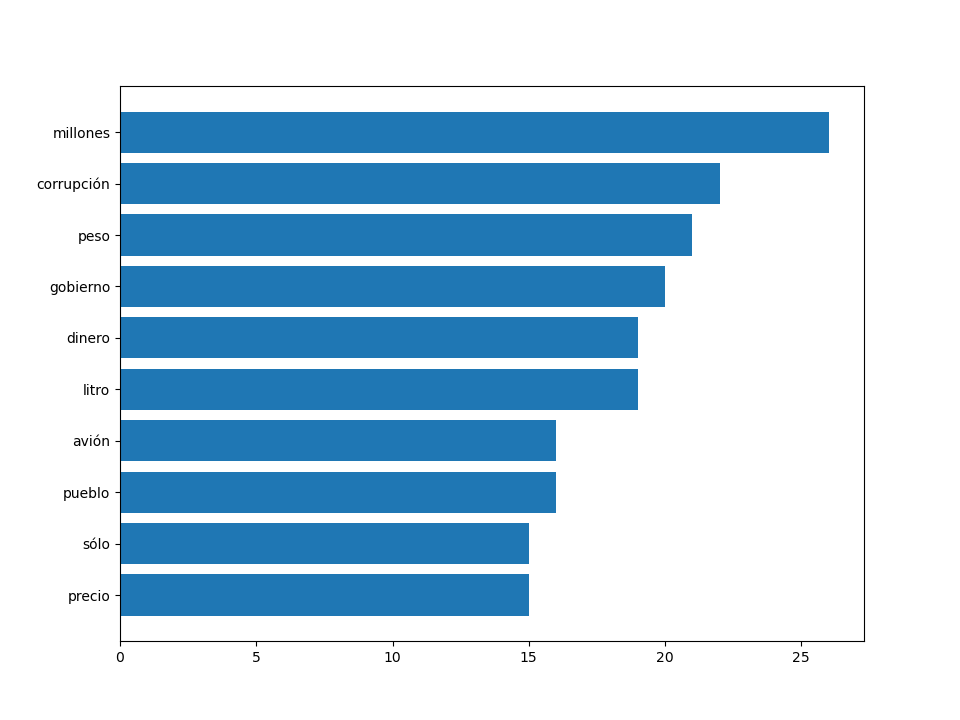 millones
corrupción
peso
gobierno
dinero
litro
avión
pueblo
sólo
precio
0 5 10 15 20 25